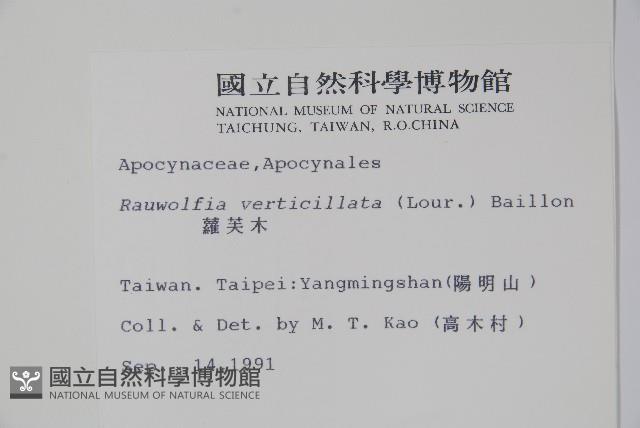 國立自然科學博物館
NATIONAL MUSEUM OF NATURAL SCIENCE
TAICHUNG, TAIWAN, R.O.CHINA
Apocynaceae,Apocynales
Rauwolfia verticillata (Lour.) Baillon
蘿芙木
Taiwan. Taipei:Yangmingshan(陽明山)
Coll. & Det. by M. T. Kao (高木村)
Sep. 14,1991
國立自然科學博物館
NATIONAL MUSEUM OF NATURAL SCIENCE